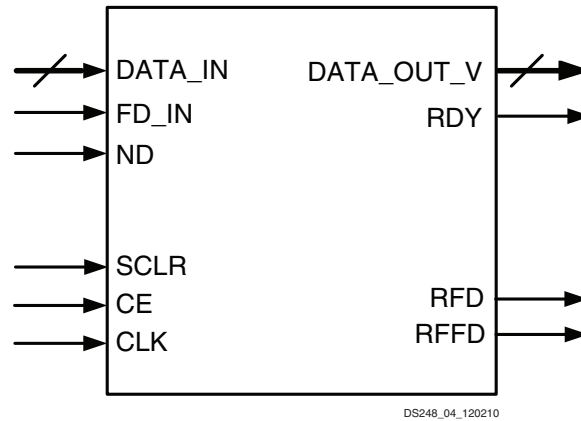 DATA_IN DATA_OUT_V
FD_IN RDY
ND
SCLR
CE RFD
CLK RFFD
DS248_04_120210